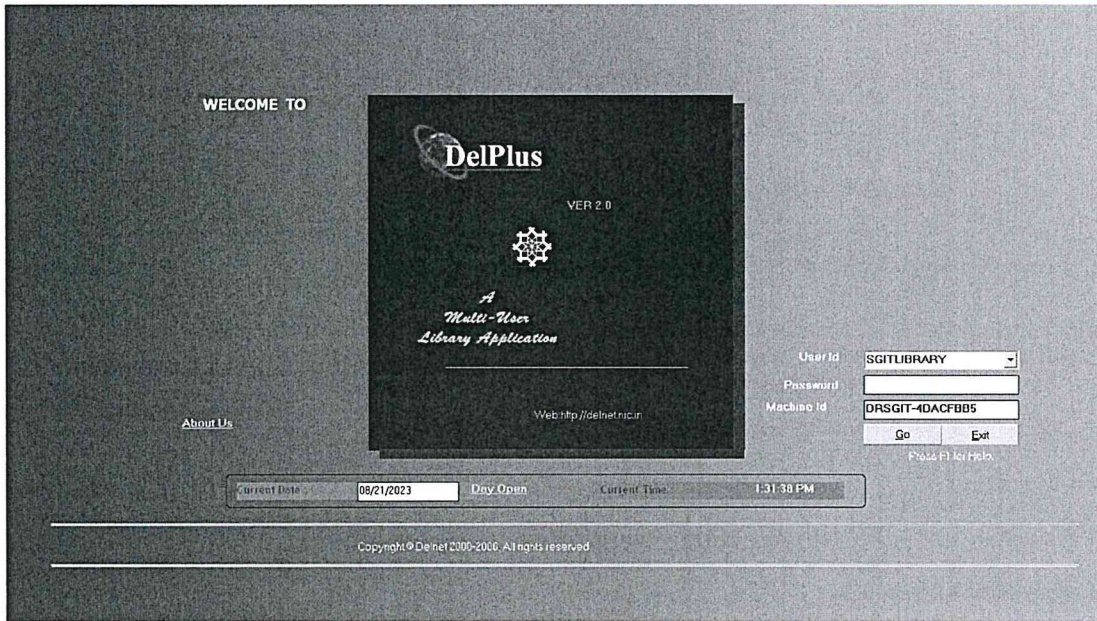 WELCOME TO
DelPlus
VER 2.0
A
Multi-User
Library Application
Web:http://delnet.nic.in
User Id SGITLIBRARY
Password
Machine Id DRSGIT-4DACFBB5
Go Exit
Press F1 for Help.
About Us
Current Date : 08/21/2023 Day Open Current Time: 1:31:38 PM
Copyright © Delnet 2000-2006, All rights reserved